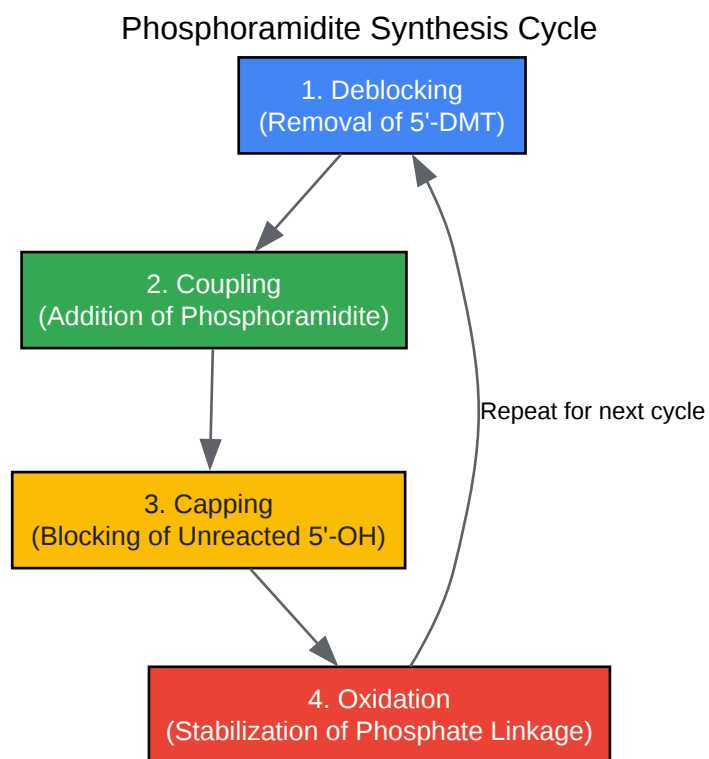 Phosphoramidite Synthesis Cycle
1. Deblocking
(Removal of 5'-DMT)
2. Coupling
(Addition of Phosphoramidite)
Repeat for next cycle
3. Capping
(Blocking of Unreacted 5'-OH)
4. Oxidation
(Stabilization of Phosphate Linkage)